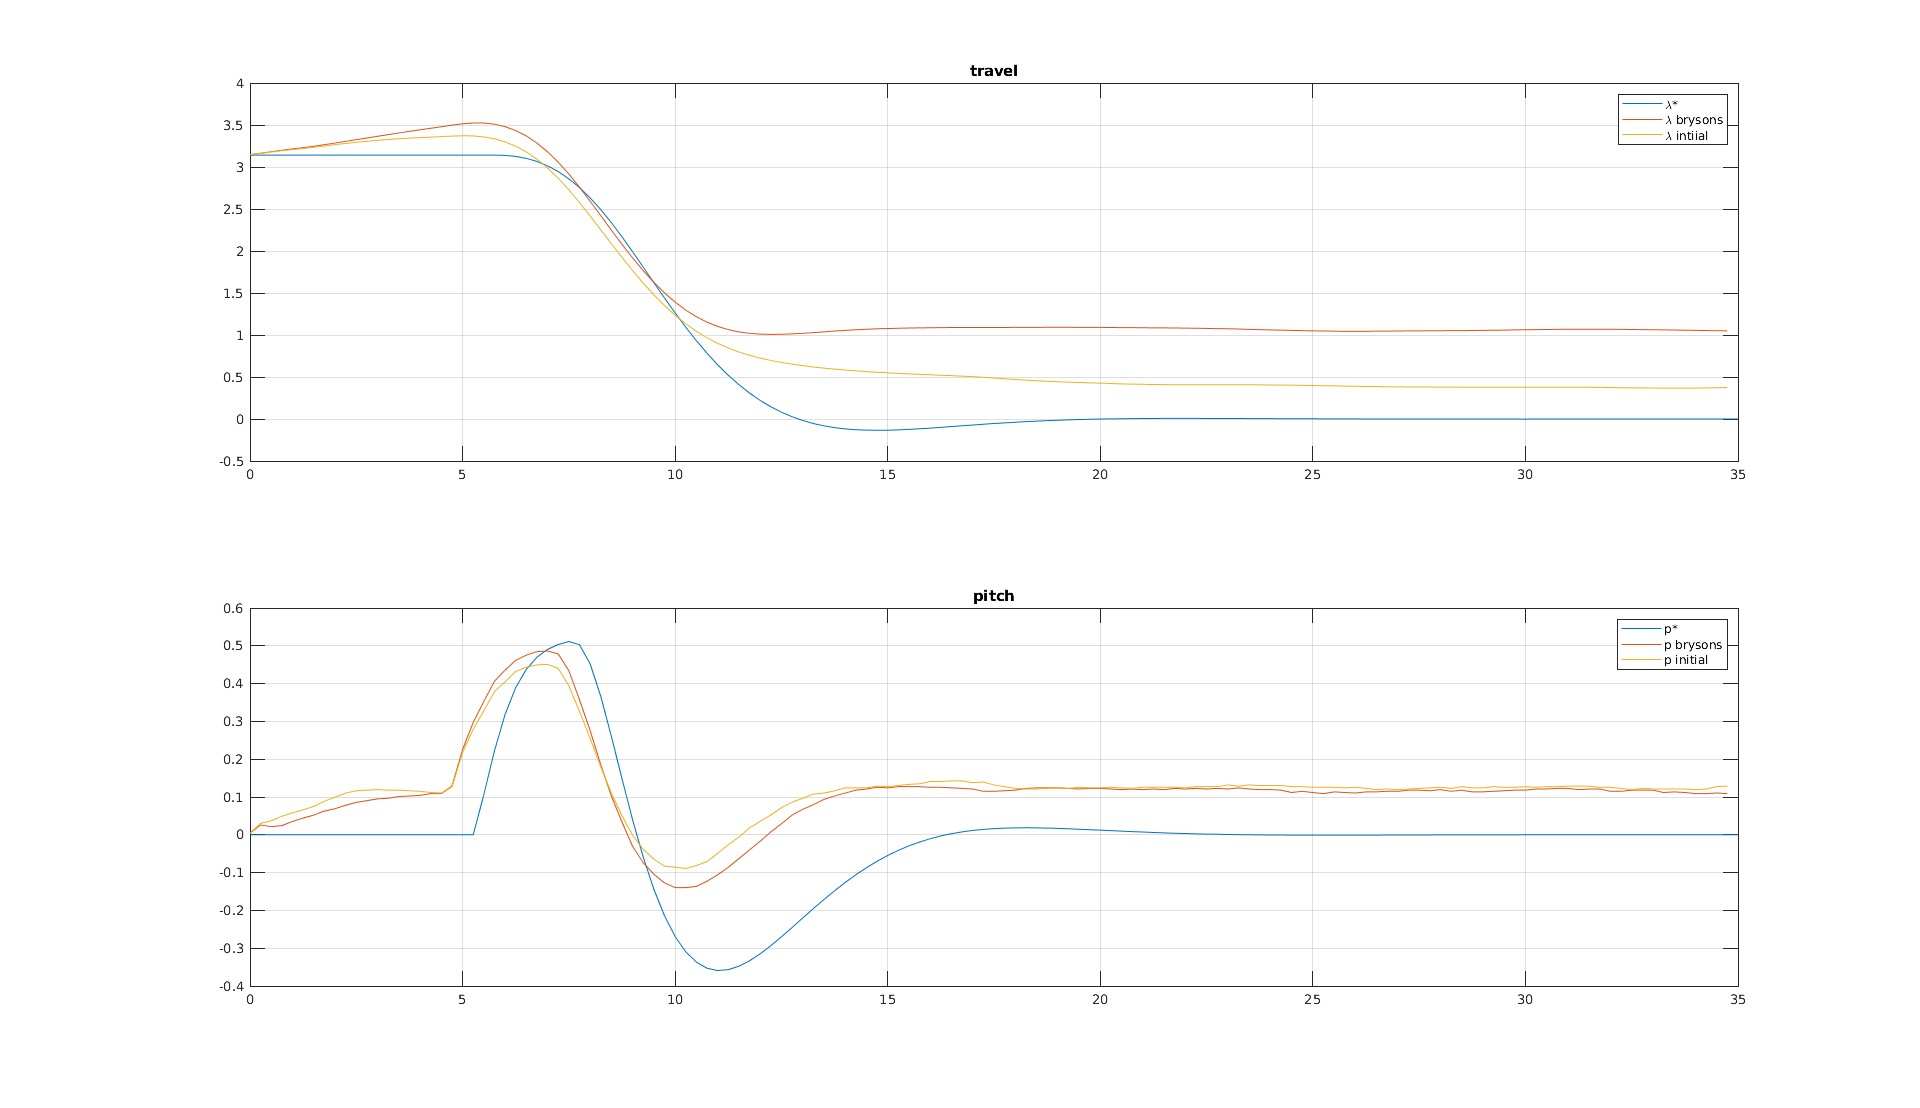 travel
4
3.5
3
2.5
2
1.5
1
0.5
0
-0.5
0 5 10 15 20 25 30 35
λ*
λ brysons
λ intiial
pitch
0.6
0.5
0.4
0.3
0.2
0.1
0
-0.1
-0.2
-0.3
-0.4
0 5 10 15 20 25 30 35
p*
p brysons
p initial